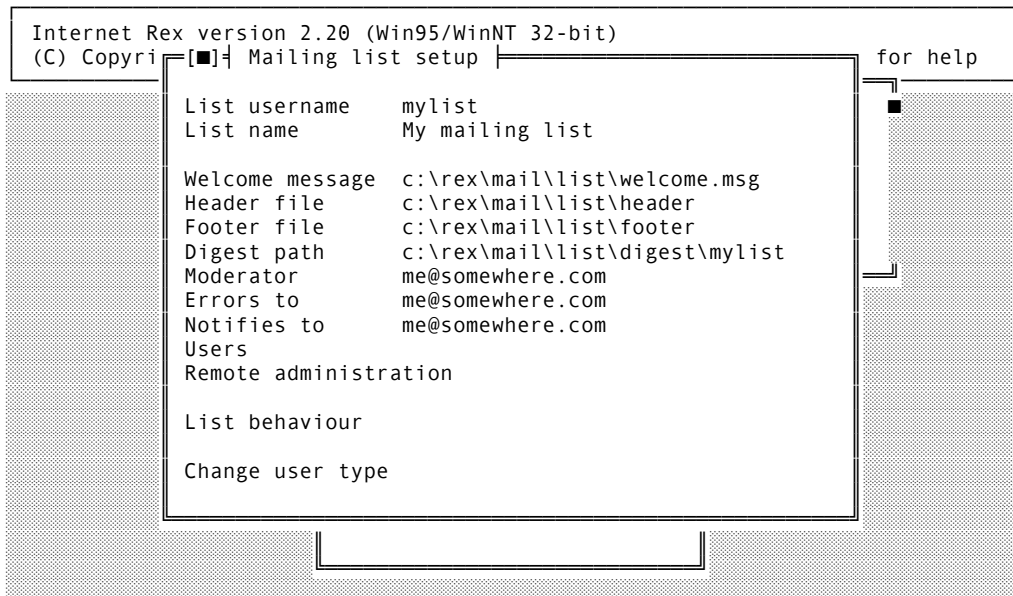 Internet Rex version 2.20 (Win95/WinNT 32-bit)
(C) Copyri [■] Mailing list setup for help
List username mylist
List name My mailing list
Welcome message c:\rex\mail\list\welcome.msg
Header file c:\rex\mail\list\header
Footer file c:\rex\mail\list\footer
Digest path c:\rex\mail\list\digest\mylist
Moderator me@somewhere.com
Errors to me@somewhere.com
Notifies to me@somewhere.com
Users
Remote administration
List behaviour
Change user type